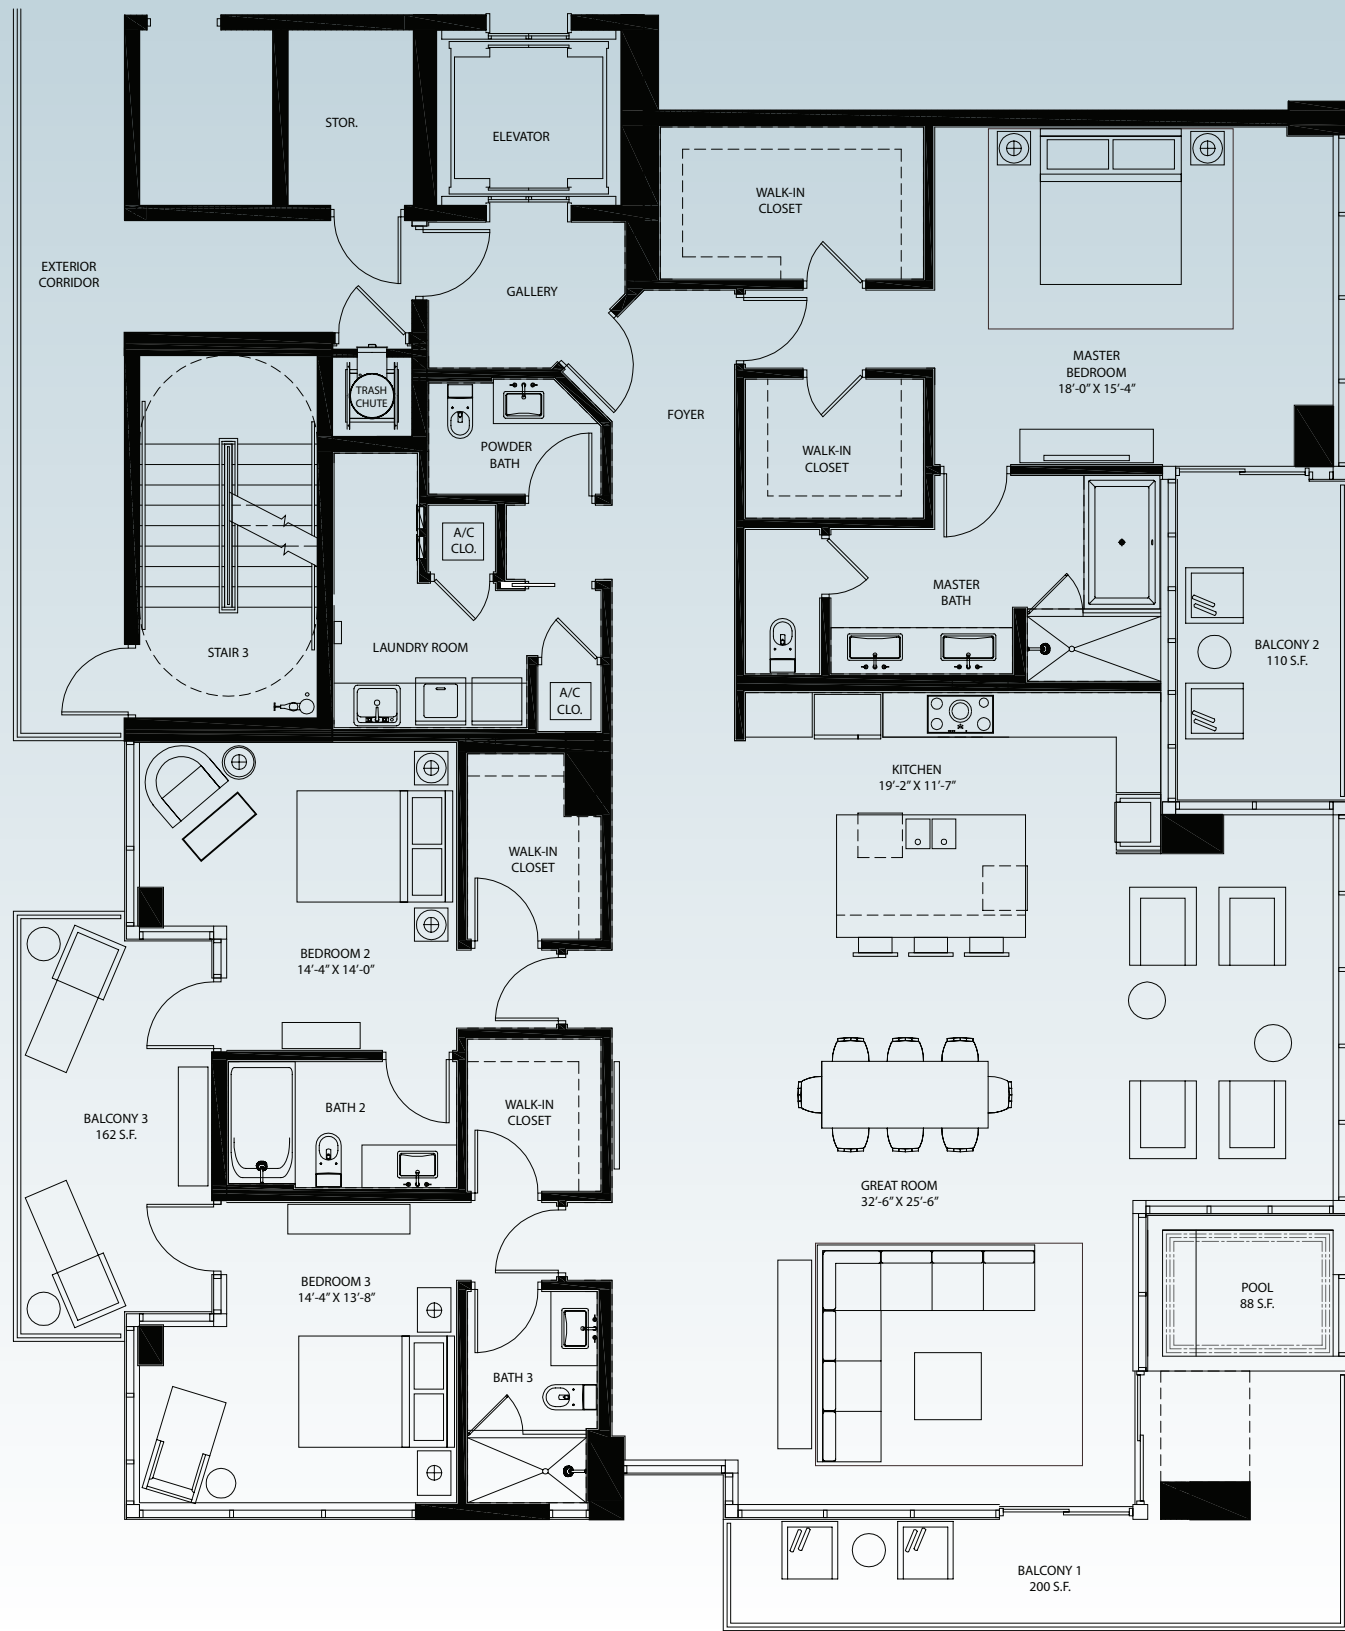 STOR.
ELEVATOR
WALK-IN
CLOSET
EXTERIOR
CORRIDOR
GALLERY
MASTER
BEDROOM
18'-0" X 15'-4"
TRASH
CHUTE
FOYER
POWDER
BATH
WALK-IN
CLOSET
A/C
CLO.
MASTER
BATH
STAIR 3
LAUNDRY ROOM
BALCONY 2
110 S.F.
A/C
CLO.
KITCHEN
19'-2" X 11'-7"
WALK-IN
CLOSET
BEDROOM 2
14'-4" X 14'-0"
BALCONY 3
162 S.F.
BATH 2
WALK-IN
CLOSET
GREAT ROOM
32'-6" X 25'-6"
BEDROOM 3
14'-4" X 13'-8"
POOL
88 S.F.
BATH 3
BALCONY 1
200 S.F.